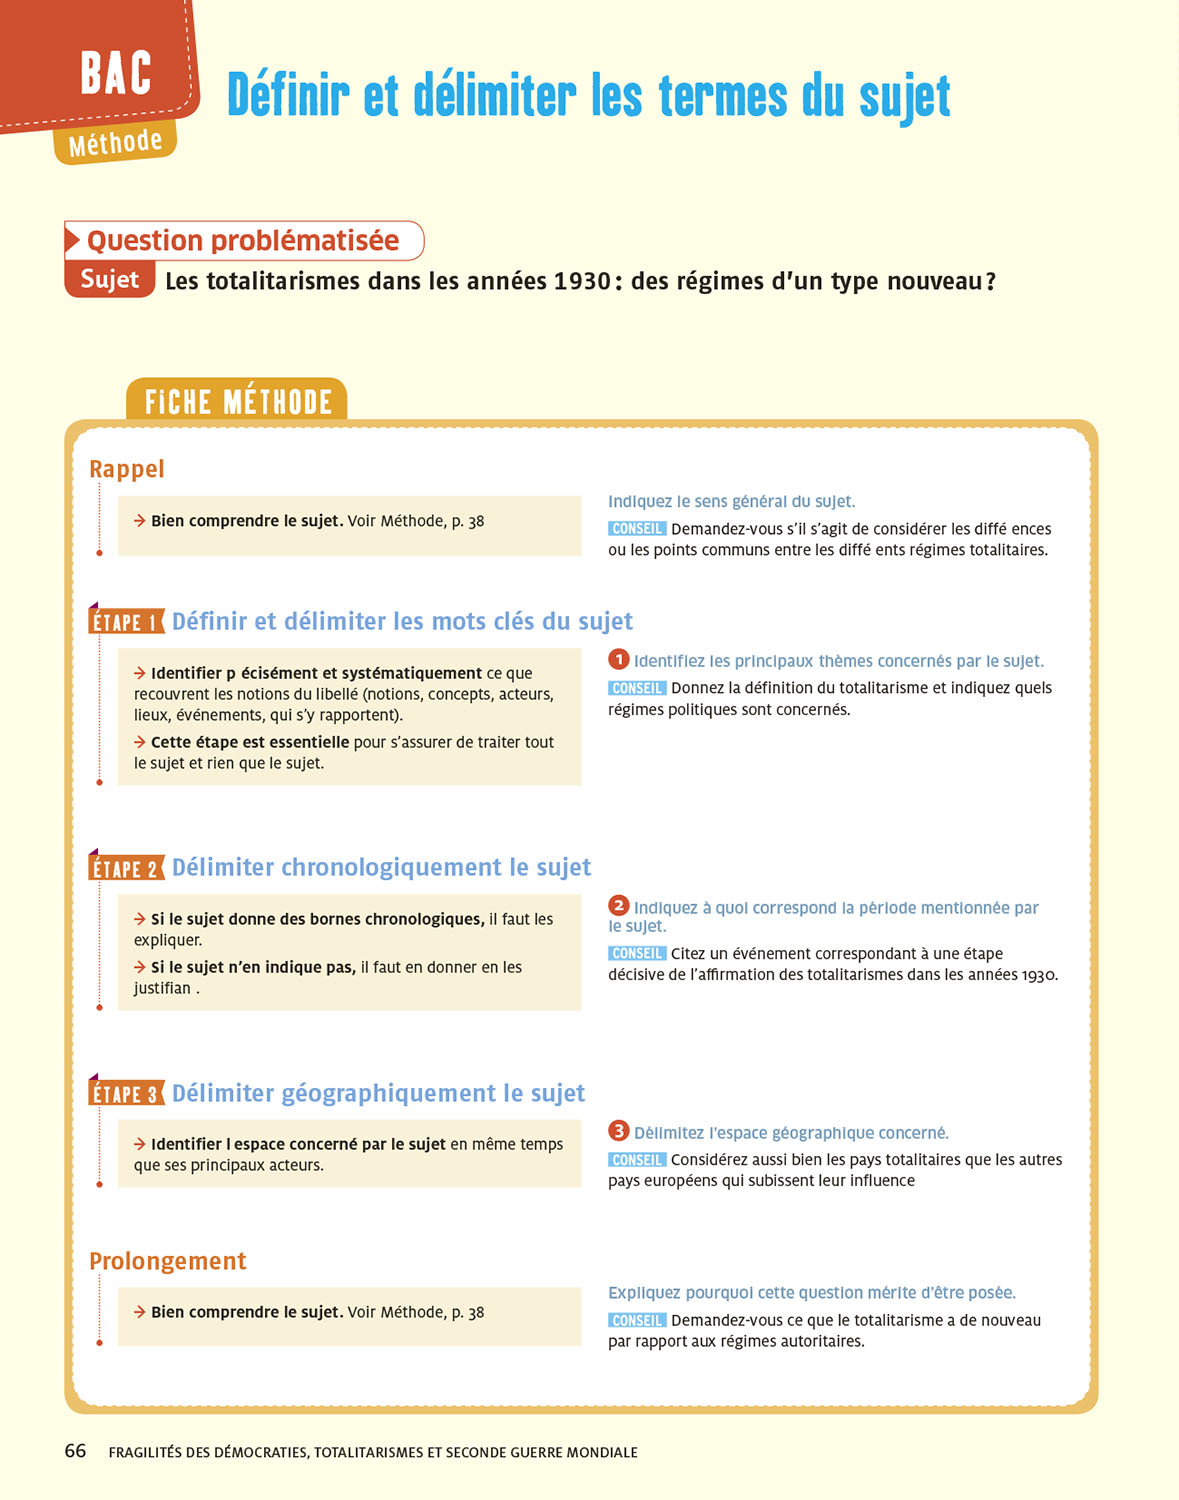 BAC
Méthode
Définir et délimiter les termes du sujet
Question problématisée
Sujet Les totalitarismes dans les années 1930 : des régimes d'un type nouveau ?
FiCHE MÉTHODE
Rappel
→ Bien comprendre le sujet. Voir Méthode, p. 38
Indiquez le sens général du sujet.
CONSEIL Demandez-vous s'il s'agit de considérer les diffé ences
ou les points communs entre les diffé ents régimes totalitaires.
ÉTAPE 1 Définir et délimiter les mots clés du sujet
→ Identifier p écisément et systématiquement ce que
recouvrent les notions du libellé (notions, concepts, acteurs,
lieux, événements, qui s'y rapportent).
→ Cette étape est essentielle pour s'assurer de traiter tout
le sujet et rien que le sujet.
1 Identifiez les principaux thèmes concernés par le sujet.
CONSEIL Donnez la définition du totalitarisme et indiquez quels
régimes politiques sont concernés.
ÉTAPE 2 Délimiter chronologiquement le sujet
→ Si le sujet donne des bornes chronologiques, il faut les
expliquer.
→ Si le sujet n'en indique pas, il faut en donner en les
justifian .
2 Indiquez à quoi correspond la période mentionnée par
le sujet.
CONSEIL Citez un événement correspondant à une étape
décisive de l'affirmation des totalitarismes dans les années 1930.
ÉTAPE 3 Délimiter géographiquement le sujet
→ Identifier l espace concerné par le sujet en même temps
que ses principaux acteurs.
3 Délimitez l'espace géographique concerné.
CONSEIL Considérez aussi bien les pays totalitaires que les autres
pays européens qui subissent leur influence
Prolongement
→ Bien comprendre le sujet. Voir Méthode, p. 38
Expliquez pourquoi cette question mérite d'être posée.
CONSEIL Demandez-vous ce que le totalitarisme a de nouveau
par rapport aux régimes autoritaires.
66 FRAGILITÉS DES DÉMOCRATIES, TOTALITARISMES ET SECONDE GUERRE MONDIALE